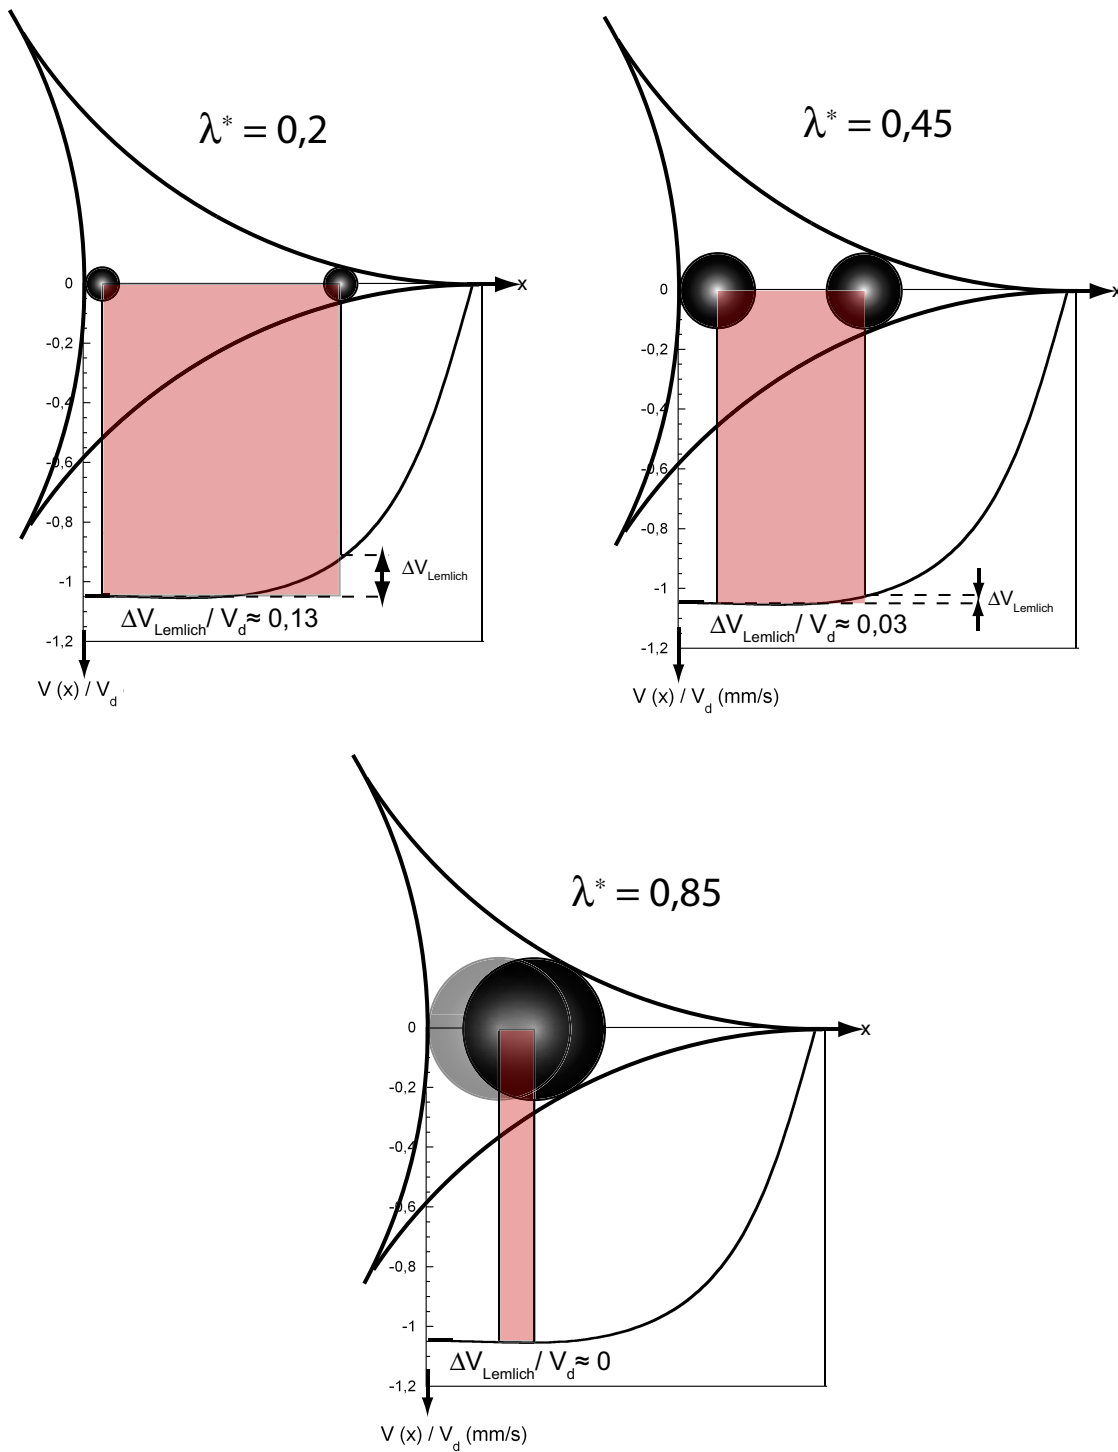 λ* = 0,2
0
x
-0,2
-0,4
-0,6
-0,8
-1
-1,2
ΔV_Lemlich
ΔV_Lemlich / V_d ≈ 0,13
V (x) / V_d
λ* = 0,45
0
x
-0,2
-0,4
-0,6
-0,8
-1
-1,2
ΔV_Lemlich
ΔV_Lemlich / V_d ≈ 0,03
V (x) / V_d (mm/s)
λ* = 0,85
0
x
-0,2
-0,4
-0,6
-0,8
-1
-1,2
ΔV_Lemlich / V_d ≈ 0
V (x) / V_d (mm/s)